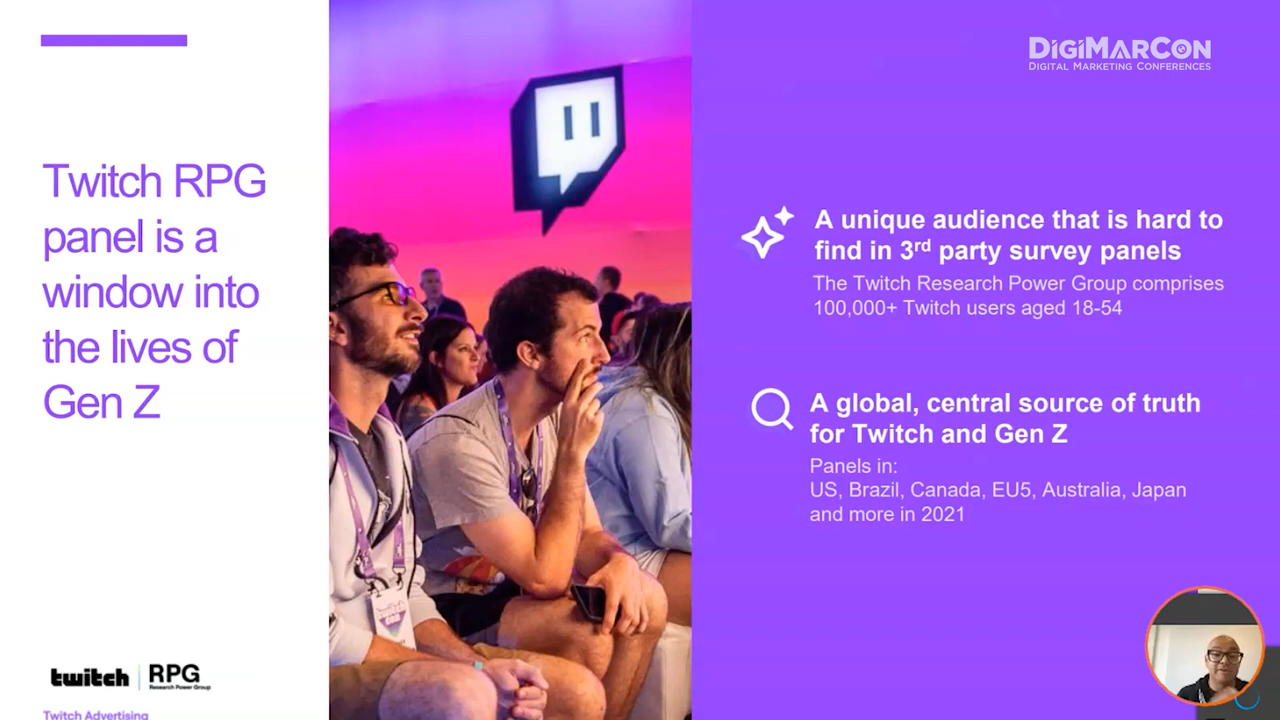 DIGIMARCON
DIGITAL MARKETING CONFERENCES
Twitch RPG
panel is a
window into
the lives of
Gen Z
A unique audience that is hard to
find in 3rd party survey panels
The Twitch Research Power Group comprises
100,000+ Twitch users aged 18-54
A global, central source of truth
for Twitch and Gen Z
Panels in:
US, Brazil, Canada, EU5, Australia, Japan
and more in 2021
twitch | RPG
Research Power Group
Twitch Advertising